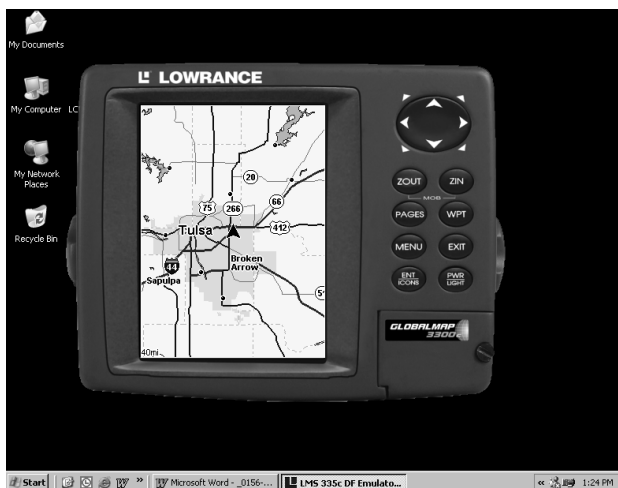 My Documents
My Computer
LC
My Network
Places
Recycle Bin
LOWRANCE
20
75
266
66
412
Tulsa
Broken
Arrow
44
Sapulpa
51
40mi
ZOUT
ZIN
MOB
PAGES
WPT
MENU
EXIT
ENT
ICONS
PWR
LIGHT
GLOBALMAP
3300
Start
»
Microsoft Word - _0156-...
LMS 335c DF Emulato...
«
1:24 PM